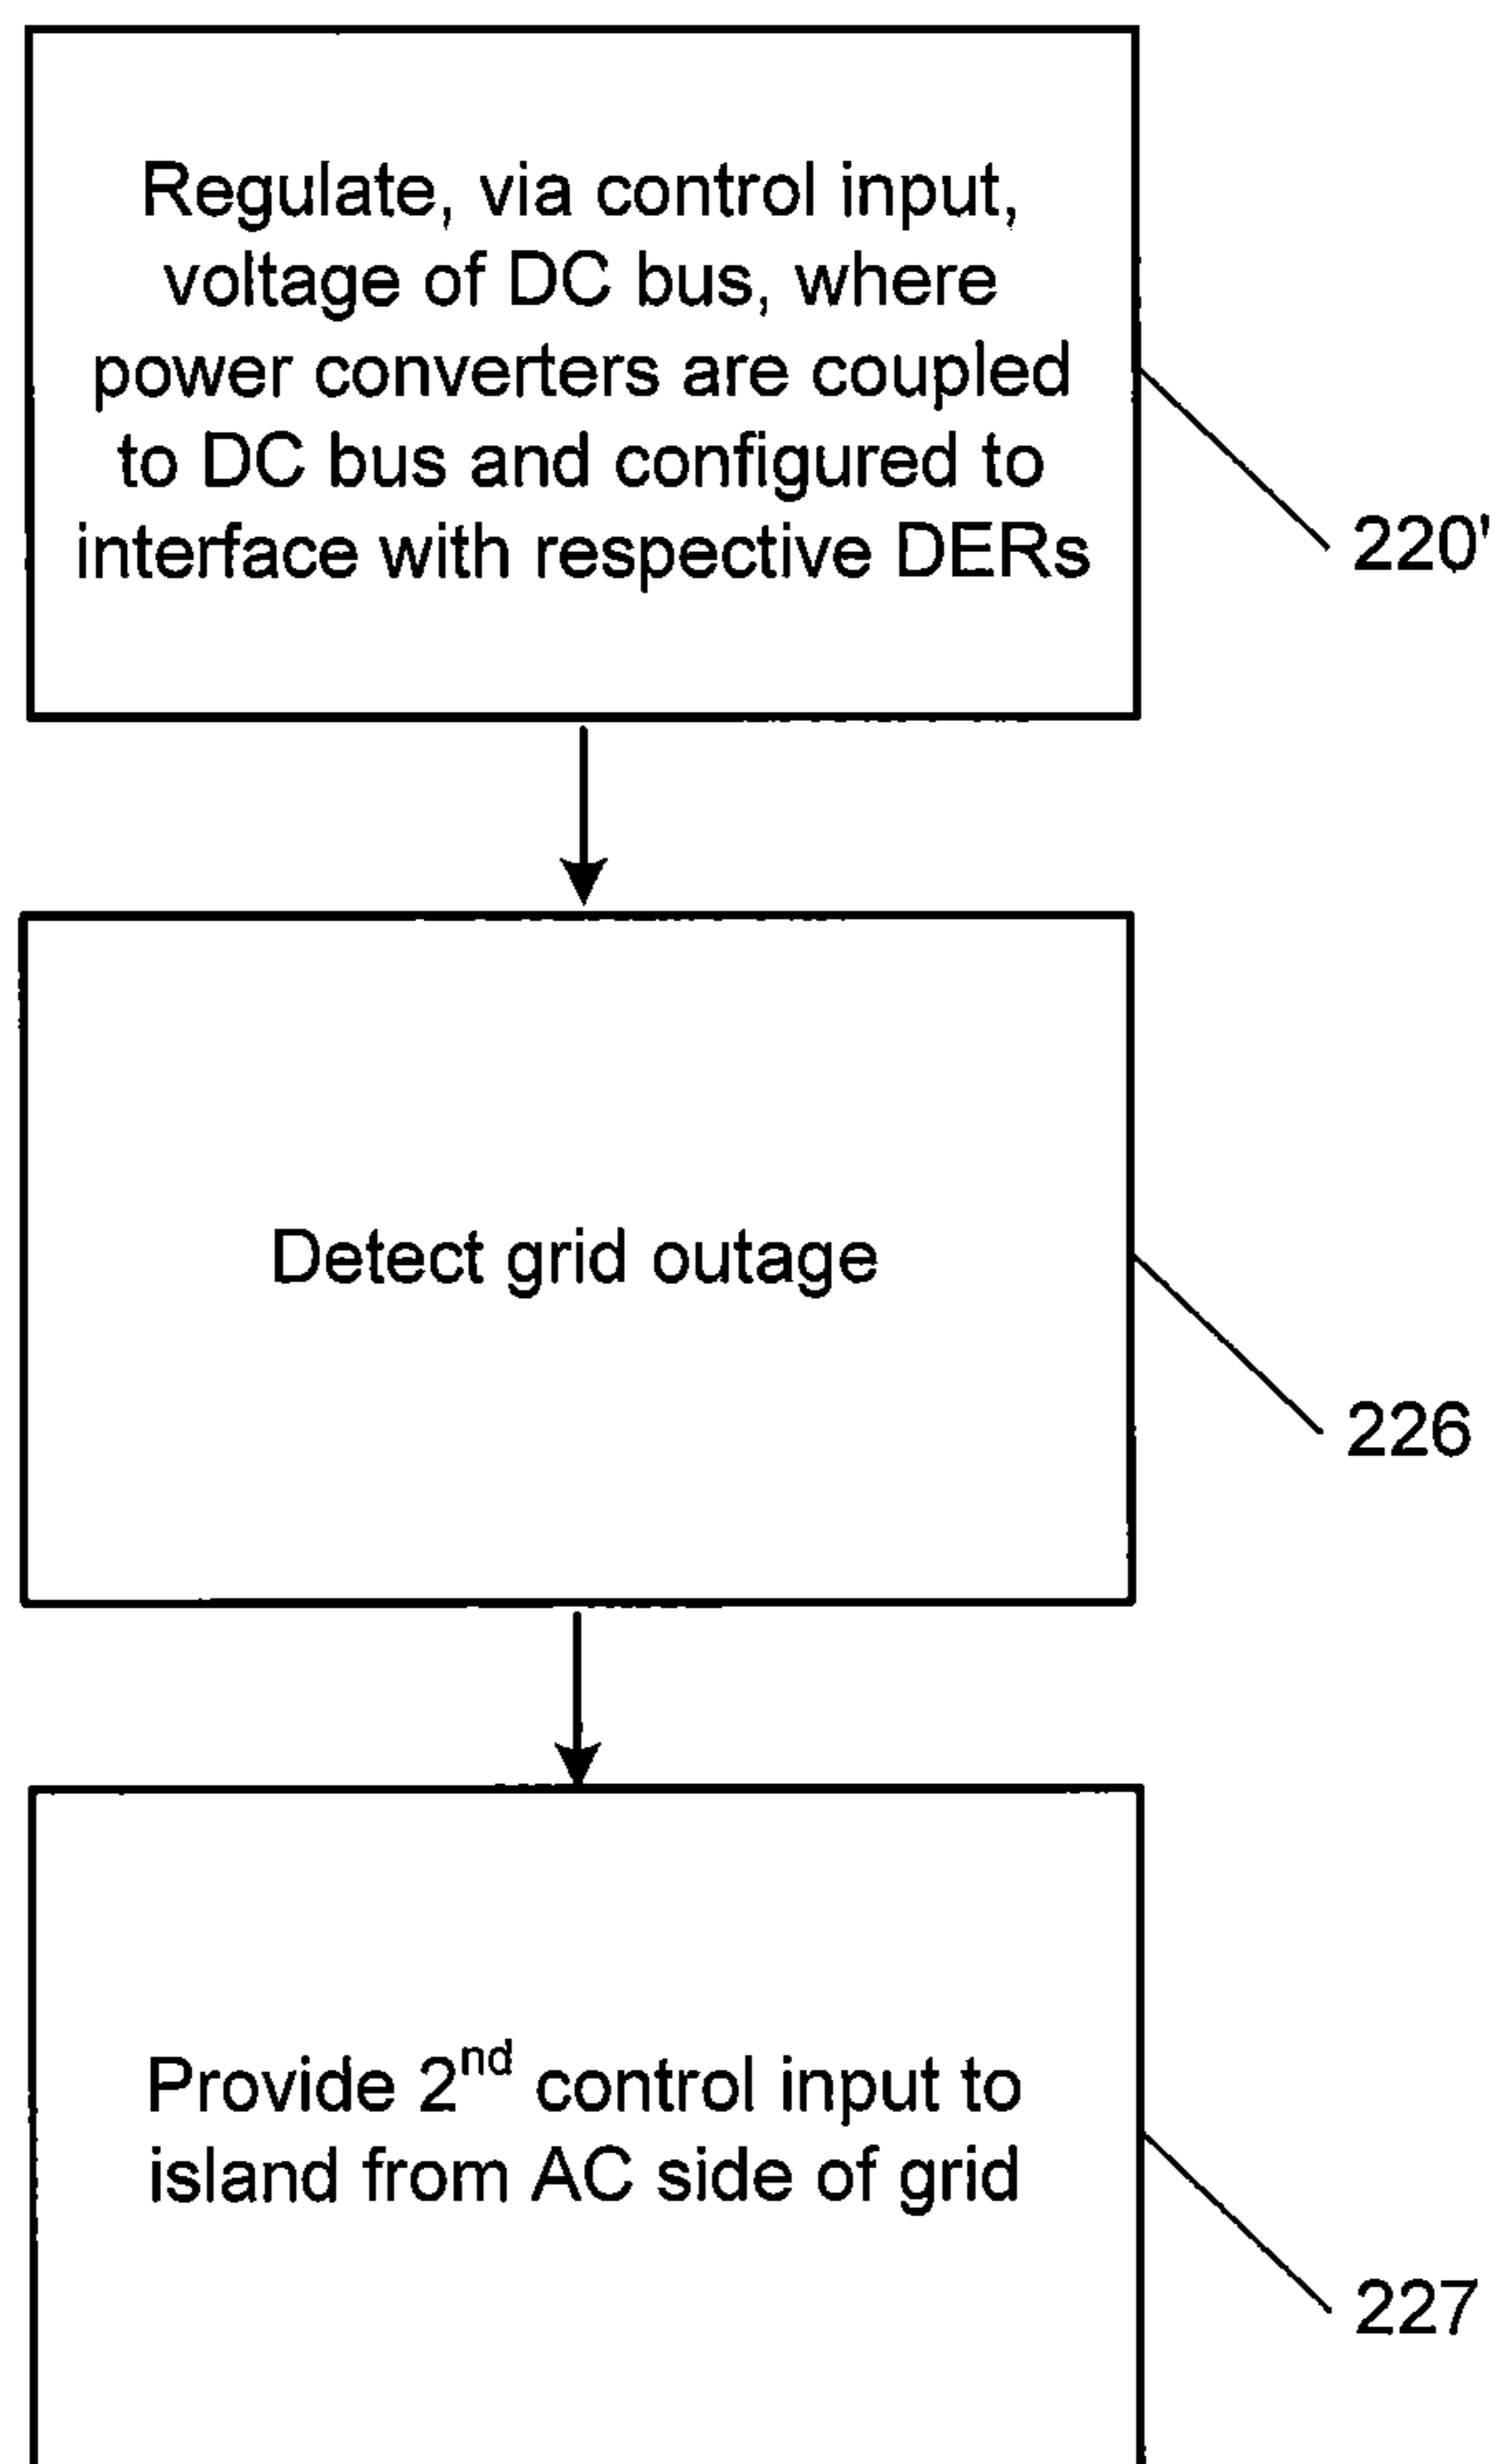 Regulate, via control input,
voltage of DC bus, where
power converters are coupled
to DC bus and configured to
interface with respective DERs
220'
Detect grid outage
226
Provide 2nd control input to
island from AC side of grid
227